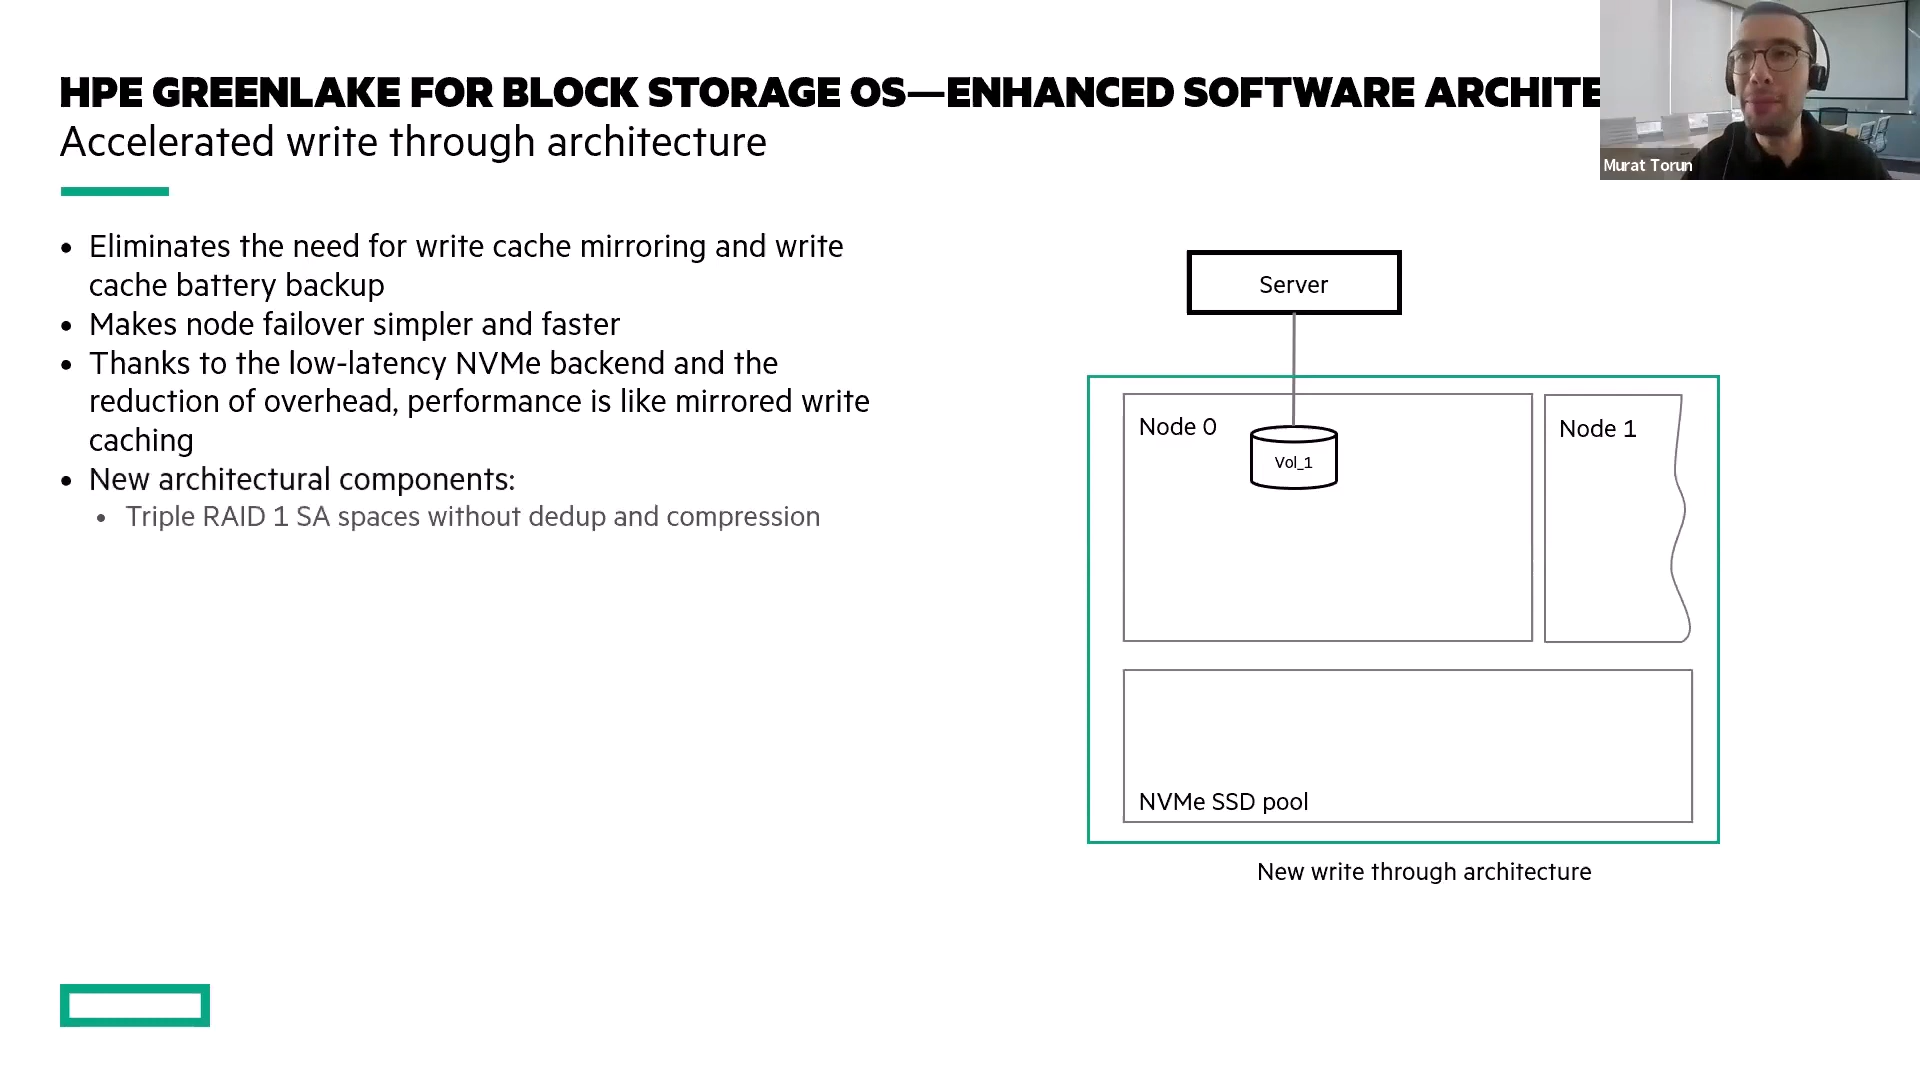 HPE GREENLAKE FOR BLOCK STORAGE OS—ENHANCED SOFTWARE ARCHITE
Accelerated write through architecture
Murat Torun
• Eliminates the need for write cache mirroring and write
cache battery backup
• Makes node failover simpler and faster
• Thanks to the low-latency NVMe backend and the
reduction of overhead, performance is like mirrored write
caching
• New architectural components:
• Triple RAID 1 SA spaces without dedup and compression
Server
Node 0
Node 1
Vol_1
NVMe SSD pool
New write through architecture